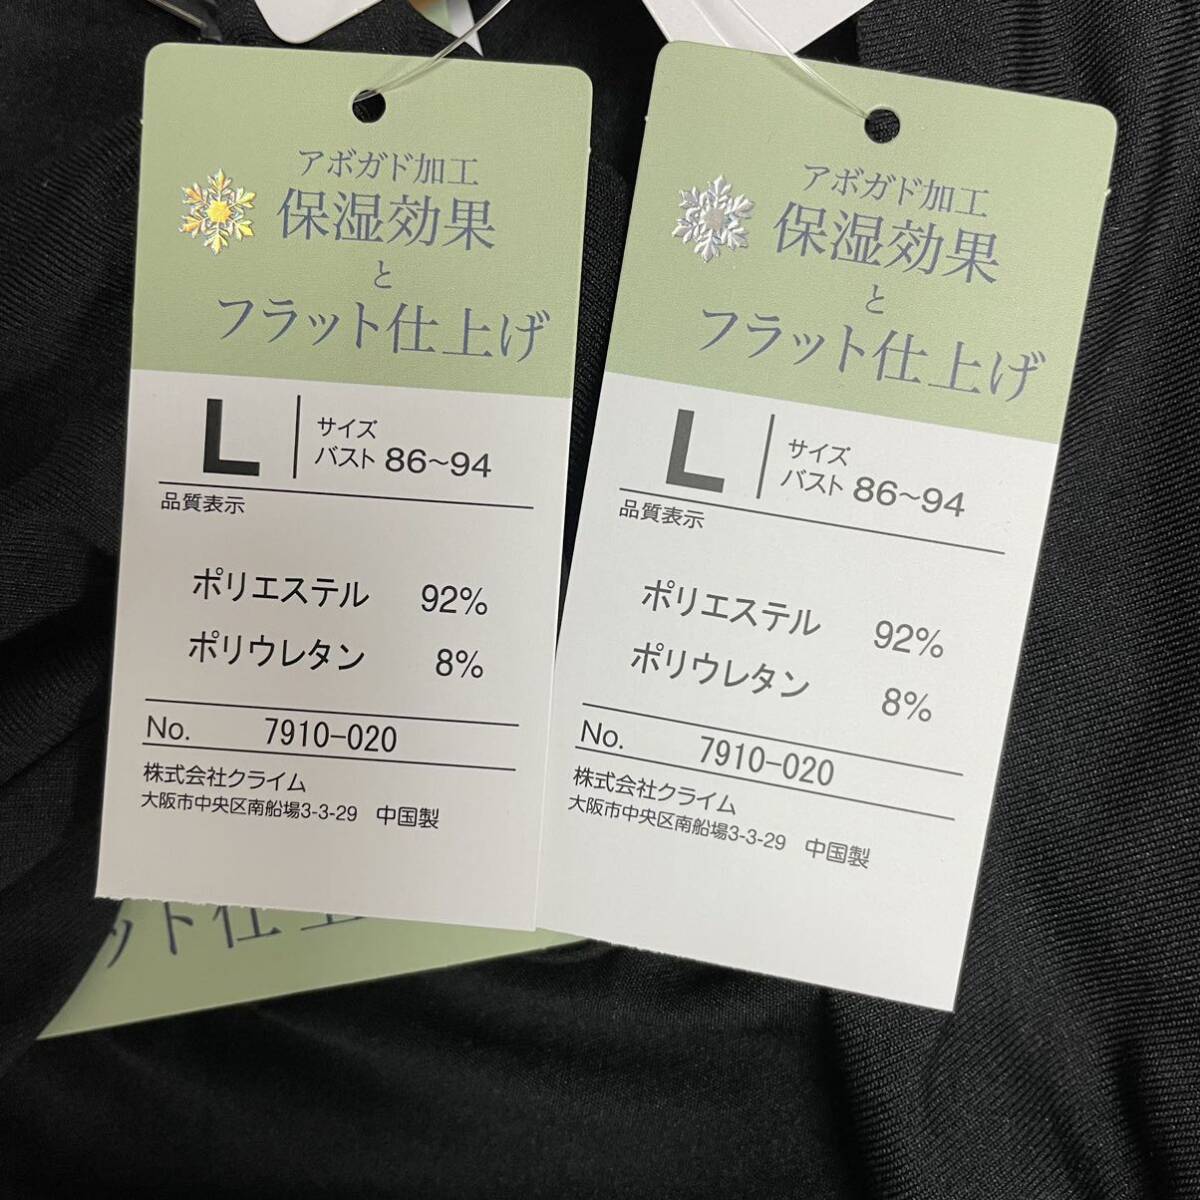 アボガド加工
保湿効果
と
フラット仕上げ
L
サイズ
バスト 86~94
品質表示
ポリエステル 92%
ポリウレタン 8%
No. 7910-020
株式会社クライム
大阪市中央区南船場3-3-29 中国製
アボガド加工
保湿効果
と
フラット仕上げ
L
サイズ
バスト 86~94
品質表示
ポリエステル 92%
ポリウレタン 8%
No. 7910-020
株式会社クライム
大阪市中央区南船場3-3-29 中国製
ット仕上